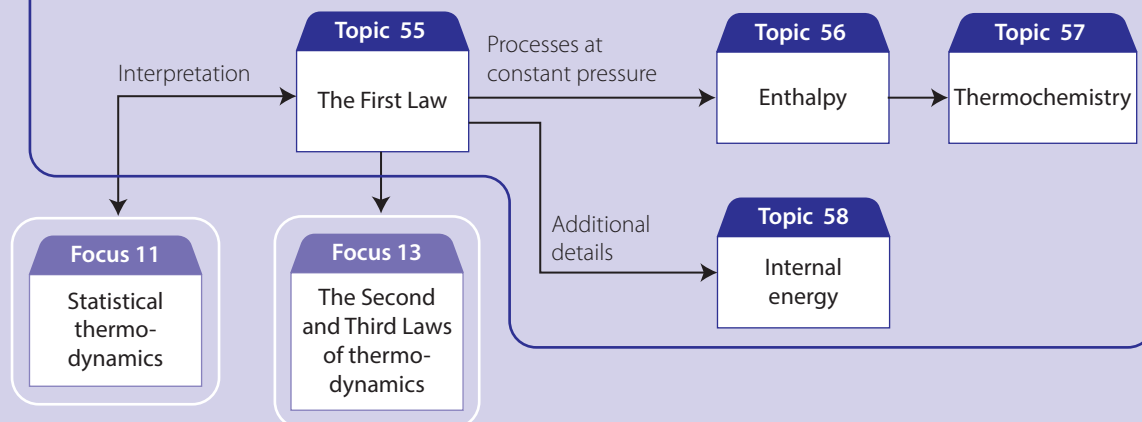 Topic 55
The First Law
Interpretation
Processes at
constant pressure
Topic 56
Enthalpy
Topic 57
Thermochemistry
Additional
details
Topic 58
Internal
energy
Focus 11
Statistical
thermo-
dynamics
Focus 13
The Second
and Third Laws
of thermo-
dynamics